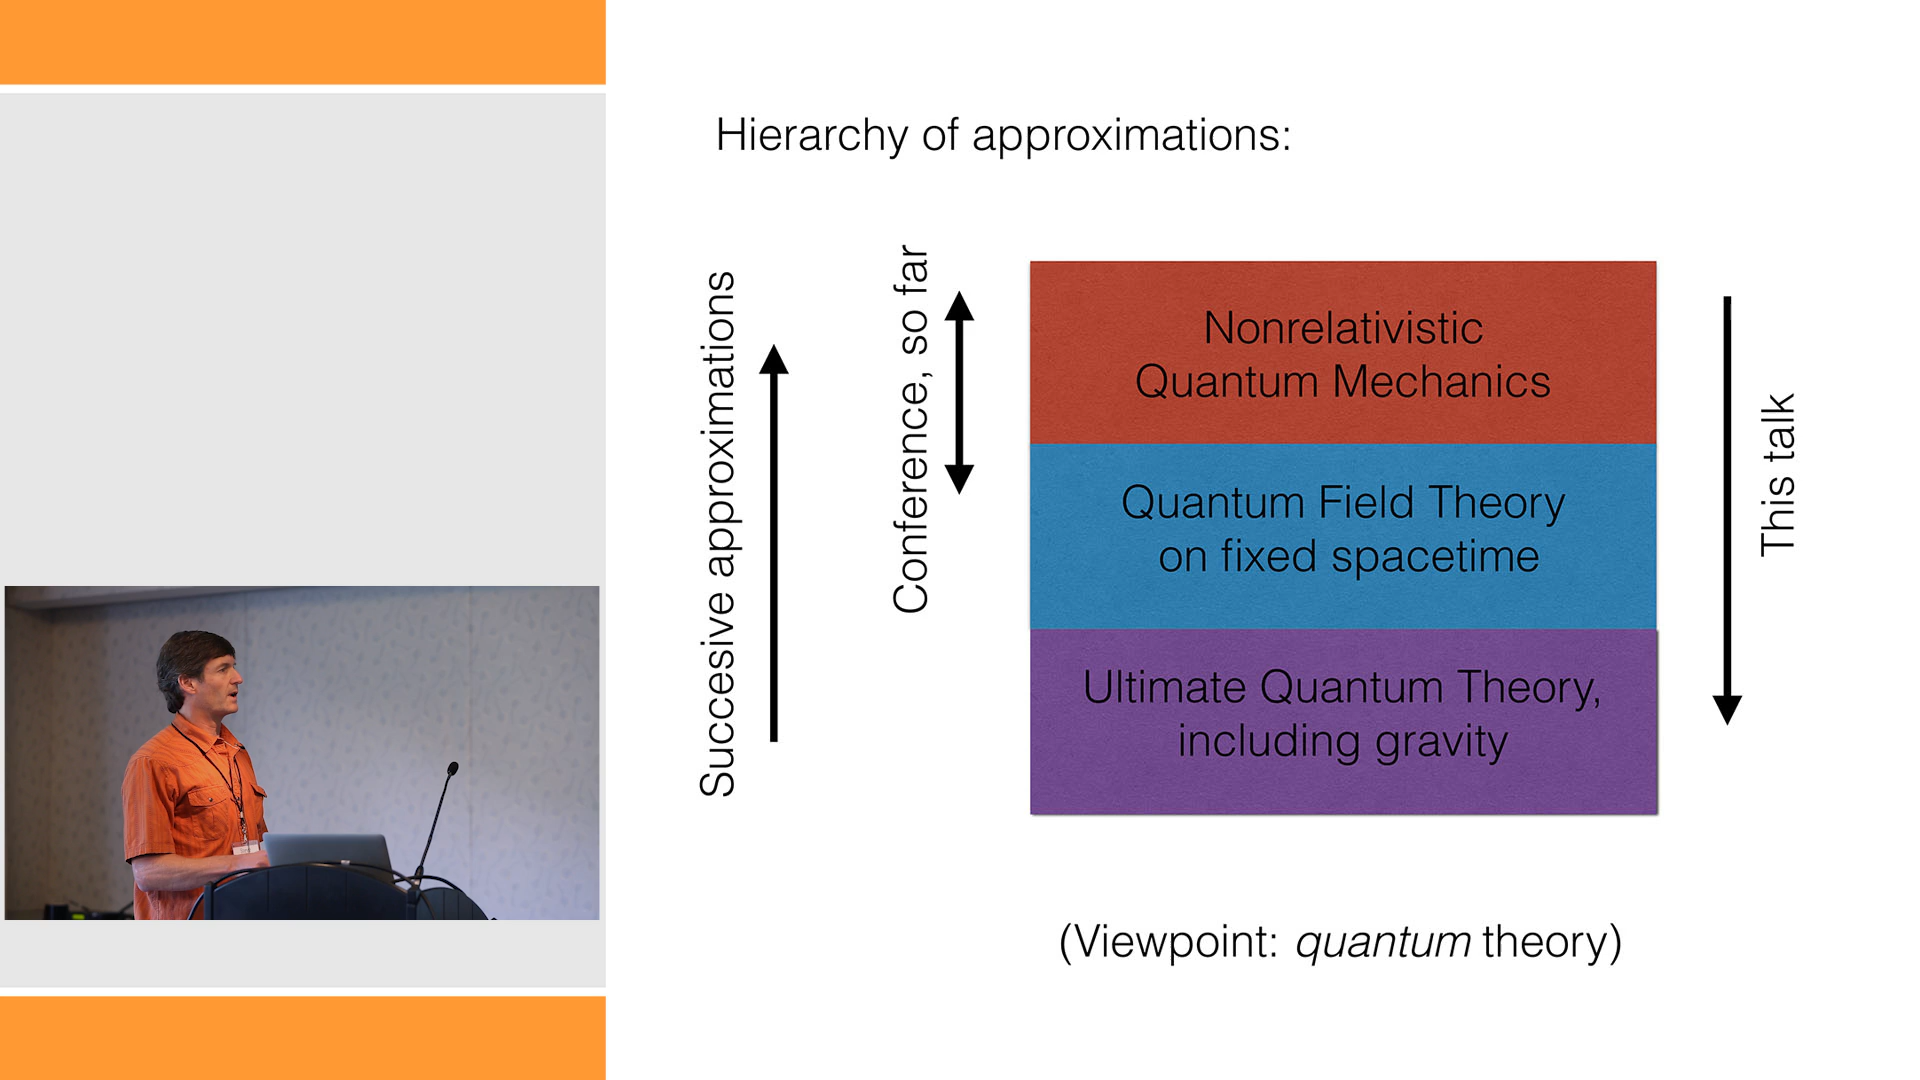 Hierarchy of approximations:
Successive approximations
Conference, so far
Nonrelativistic
Quantum Mechanics
Quantum Field Theory
on fixed spacetime
Ultimate Quantum Theory,
including gravity
This talk
(Viewpoint: quantum theory)